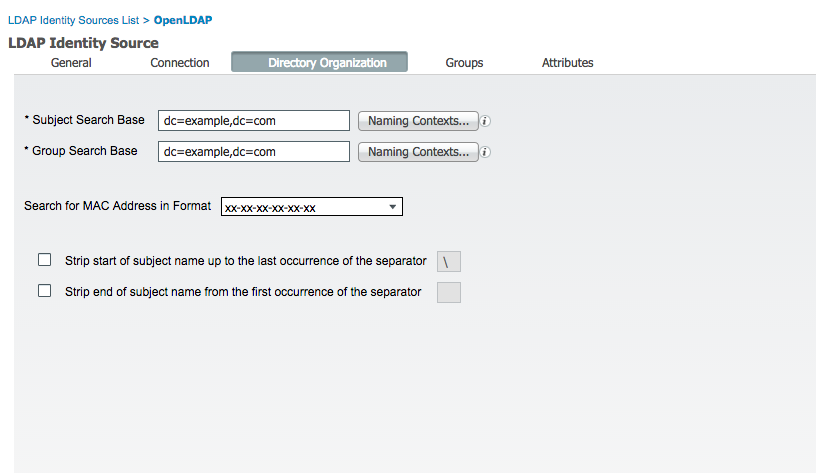 LDAP Identity Sources List > OpenLDAP
LDAP Identity Source
General Connection Directory Organization Groups Attributes
* Subject Search Base dc=example,dc=com Naming Contexts... i
* Group Search Base dc=example,dc=com Naming Contexts... i
Search for MAC Address in Format xx-xx-xx-xx-xx-xx
Strip start of subject name up to the last occurrence of the separator \
Strip end of subject name from the first occurrence of the separator